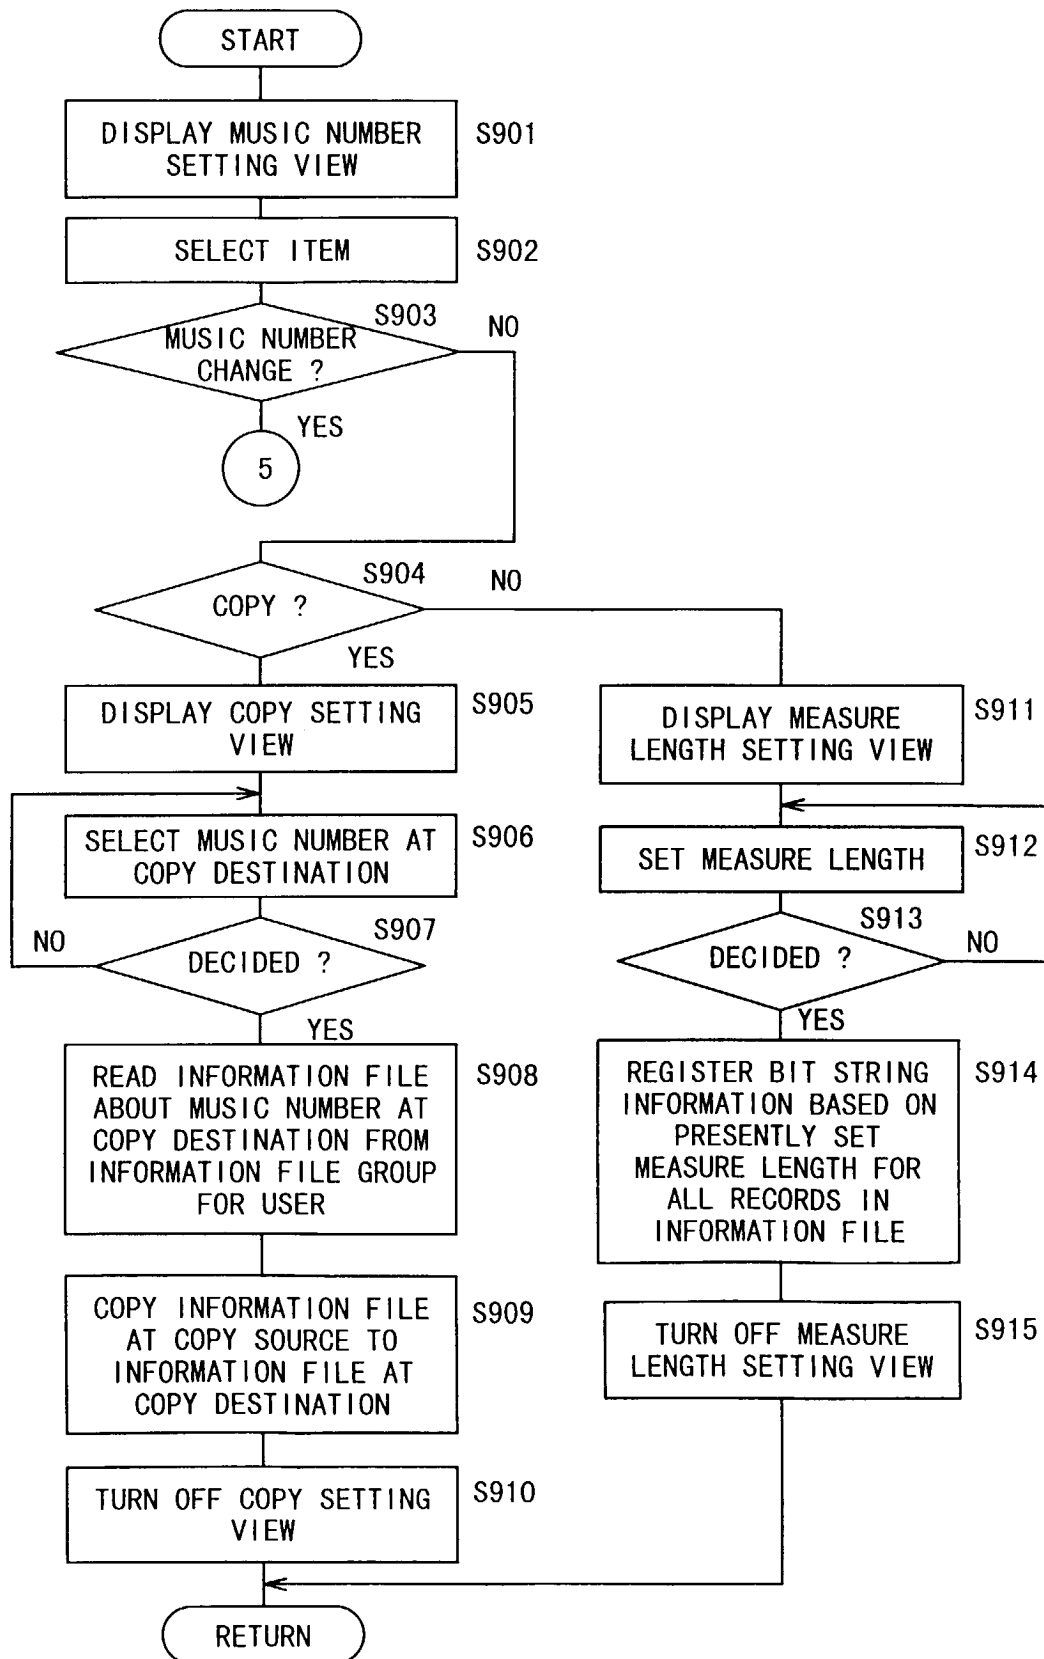 START
DISPLAY MUSIC NUMBER
SETTING VIEW
S901
SELECT ITEM
S902
S903
MUSIC NUMBER
CHANGE ?
NO
YES
5
S904
COPY ?
NO
YES
DISPLAY COPY SETTING
VIEW
S905
SELECT MUSIC NUMBER AT
COPY DESTINATION
S906
S907
DECIDED ?
NO
YES
READ INFORMATION FILE
ABOUT MUSIC NUMBER AT
COPY DESTINATION FROM
INFORMATION FILE GROUP
FOR USER
S908
COPY INFORMATION FILE
AT COPY SOURCE TO
INFORMATION FILE AT
COPY DESTINATION
S909
TURN OFF COPY SETTING
VIEW
S910
DISPLAY MEASURE
LENGTH SETTING VIEW
S911
SET MEASURE LENGTH
S912
S913
DECIDED ?
NO
YES
REGISTER BIT STRING
INFORMATION BASED ON
PRESENTLY SET
MEASURE LENGTH FOR
ALL RECORDS IN
INFORMATION FILE
S914
TURN OFF MEASURE
LENGTH SETTING VIEW
S915
RETURN